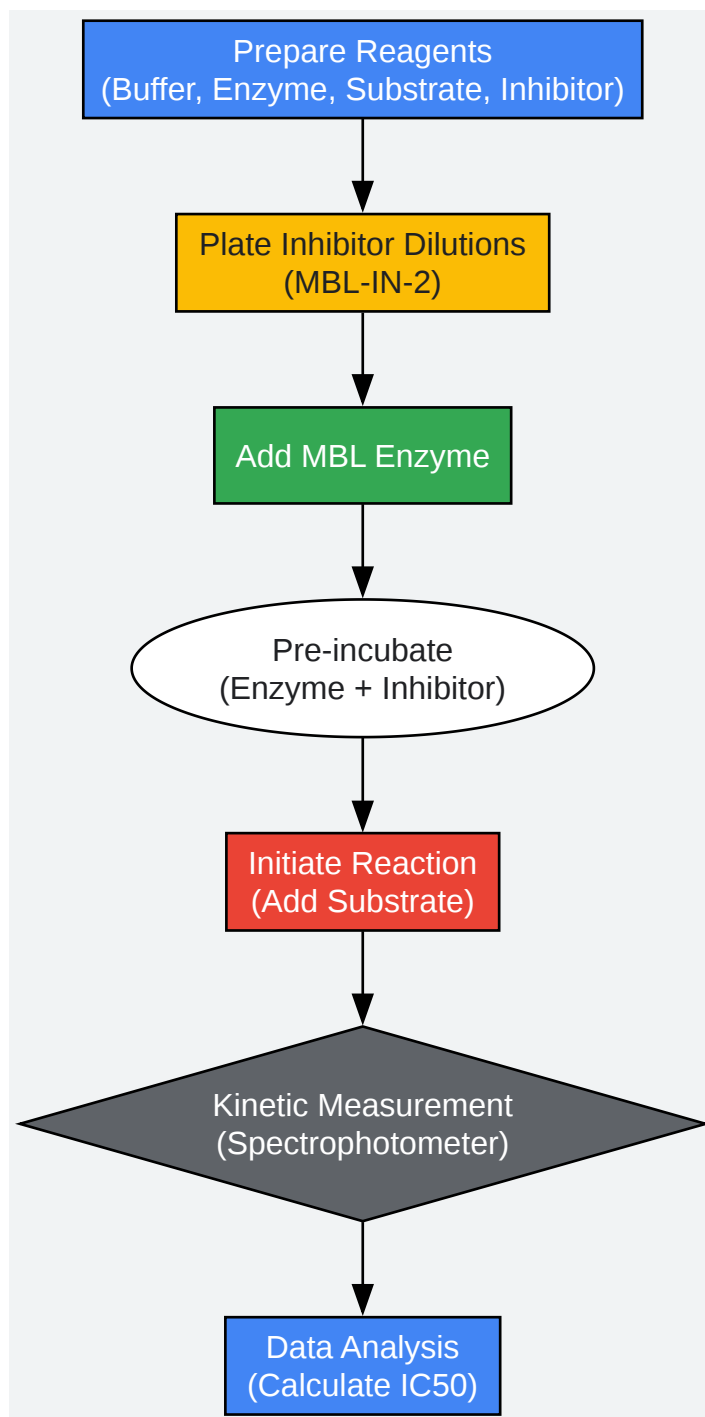 Prepare Reagents
(Buffer, Enzyme, Substrate, Inhibitor)
Plate Inhibitor Dilutions
(MBL-IN-2)
Add MBL Enzyme
Pre-incubate
(Enzyme + Inhibitor)
Initiate Reaction
(Add Substrate)
Kinetic Measurement
(Spectrophotometer)
Data Analysis
(Calculate IC50)